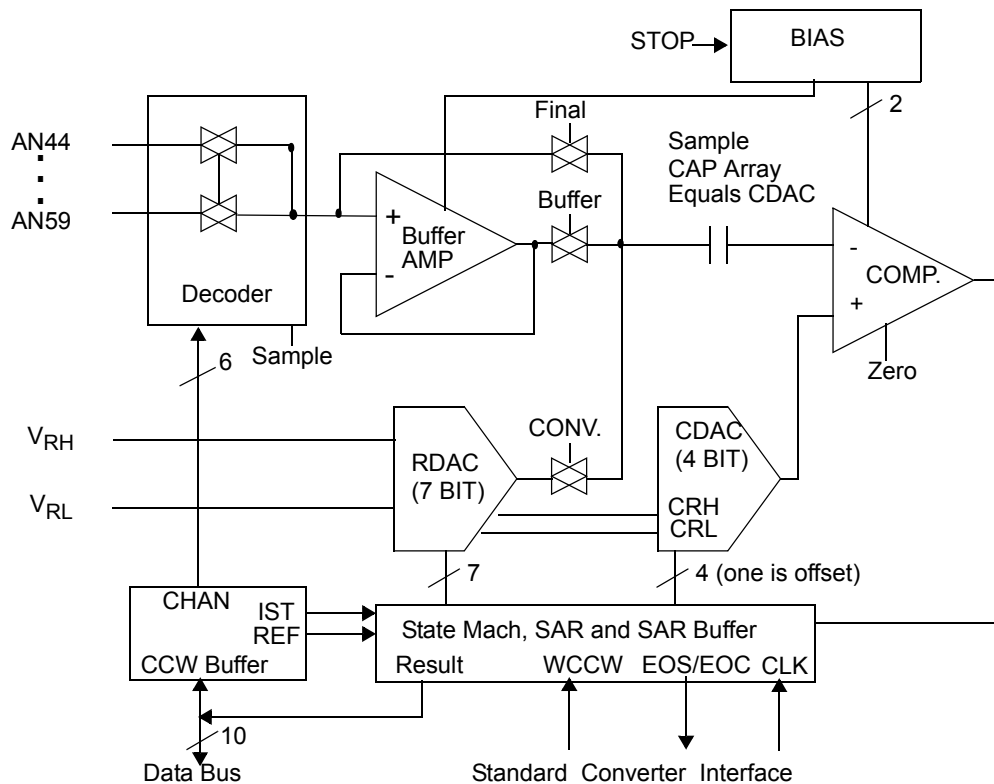 STOP
BIAS
2
AN44
AN59
Decoder
Sample
6
+
-
Buffer
AMP
Final
Buffer
Sample
CAP Array
Equals CDAC
-
+
COMP.
Zero
VRH
VRL
RDAC
(7 BIT)
CONV.
CDAC
(4 BIT)
CRH
CRL
7
4 (one is offset)
CHAN
IST
REF
CCW Buffer
State Mach, SAR and SAR Buffer
Result WCCW EOS/EOC CLK
10
Data Bus
Standard Converter Interface